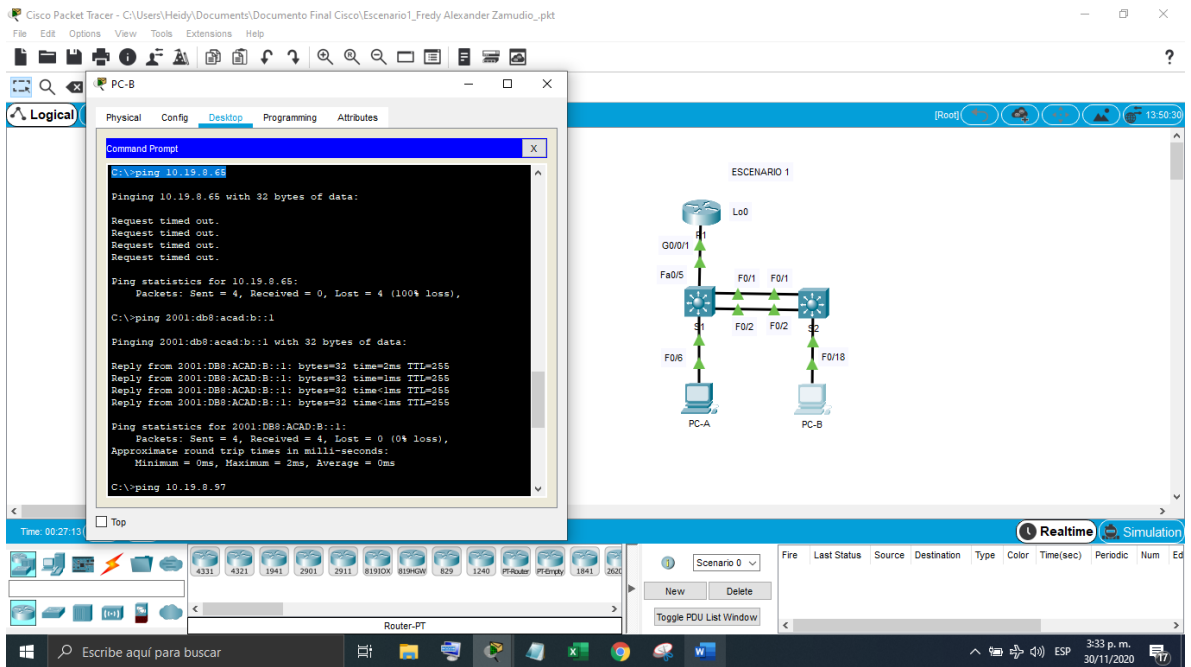 Cisco Packet Tracer - C:\Users\Heidy\Documents\Documento Final Cisco\Escenario1_Fredy Alexander Zamudio_.pkt
File Edit Options View Tools Extensions Help
?
PC-B
Logical
Physical Config Desktop Programming Attributes
[Root]
13:50:30
Command Prompt
X
C:\>ping 10.19.8.65
Pinging 10.19.8.65 with 32 bytes of data:
Request timed out.
Request timed out.
Request timed out.
Request timed out.
Ping statistics for 10.19.8.65:
Packets: Sent = 4, Received = 0, Lost = 4 (100% loss),
C:\>ping 2001:db8:acad:b::1
Pinging 2001:db8:acad:b::1 with 32 bytes of data:
Reply from 2001:DB8:ACAD:B::1: bytes=32 time=2ms TTL=255
Reply from 2001:DB8:ACAD:B::1: bytes=32 time=1ms TTL=255
Reply from 2001:DB8:ACAD:B::1: bytes=32 time<1ms TTL=255
Reply from 2001:DB8:ACAD:B::1: bytes=32 time<1ms TTL=255
Ping statistics for 2001:DB8:ACAD:B::1:
Packets: Sent = 4, Received = 4, Lost = 0 (0% loss),
Approximate round trip times in milli-seconds:
Minimum = 0ms, Maximum = 2ms, Average = 0ms
C:\>ping 10.19.8.97
Top
ESCENARIO 1
Lo0
R1
G0/0/1
Fa0/5
F0/1 F0/1
S1 F0/2 F0/2 S2
F0/6
F0/18
PC-A
PC-B
Time: 00:27:13
Realtime
Simulation
4331 4321 1941 2901 2911 819IOX 819HGW 829 1240 PT-Router PT-Empty 1841 2620
Router-PT
Scenario 0
New
Delete
Toggle PDU List Window
Fire Last Status Source Destination Type Color Time(sec) Periodic Num Ed
Escribe aquí para buscar
ESP
3:33 p. m.
30/11/2020
17